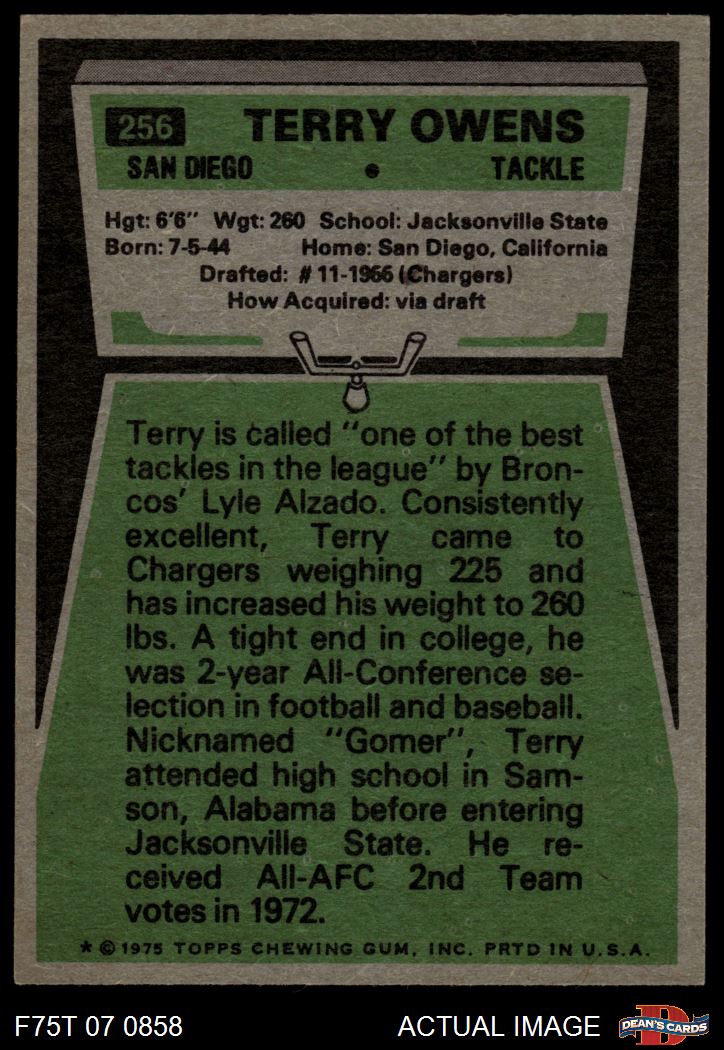 256 TERRY OWENS
SAN DIEGO • TACKLE
Hgt: 6'6" Wgt: 260 School: Jacksonville State
Born: 7-5-44 Home: San Diego, California
Drafted: #11-1966 (Chargers)
How Acquired: via draft
Terry is called "one of the best
tackles in the league" by Bron-
cos' Lyle Alzado. Consistently
excellent, Terry came to
Chargers weighing 225 and
has increased his weight to 260
lbs. A tight end in college, he
was 2-year All-Conference se-
lection in football and baseball.
Nicknamed "Gomer", Terry
attended high school in Sam-
son, Alabama before entering
Jacksonville State. He re-
ceived All-AFC 2nd Team
votes in 1972.
* © 1975 TOPPS CHEWING GUM, INC. PRTD IN U.S.A.
F75T 07 0858 ACTUAL IMAGE D DEAN'S CARDS